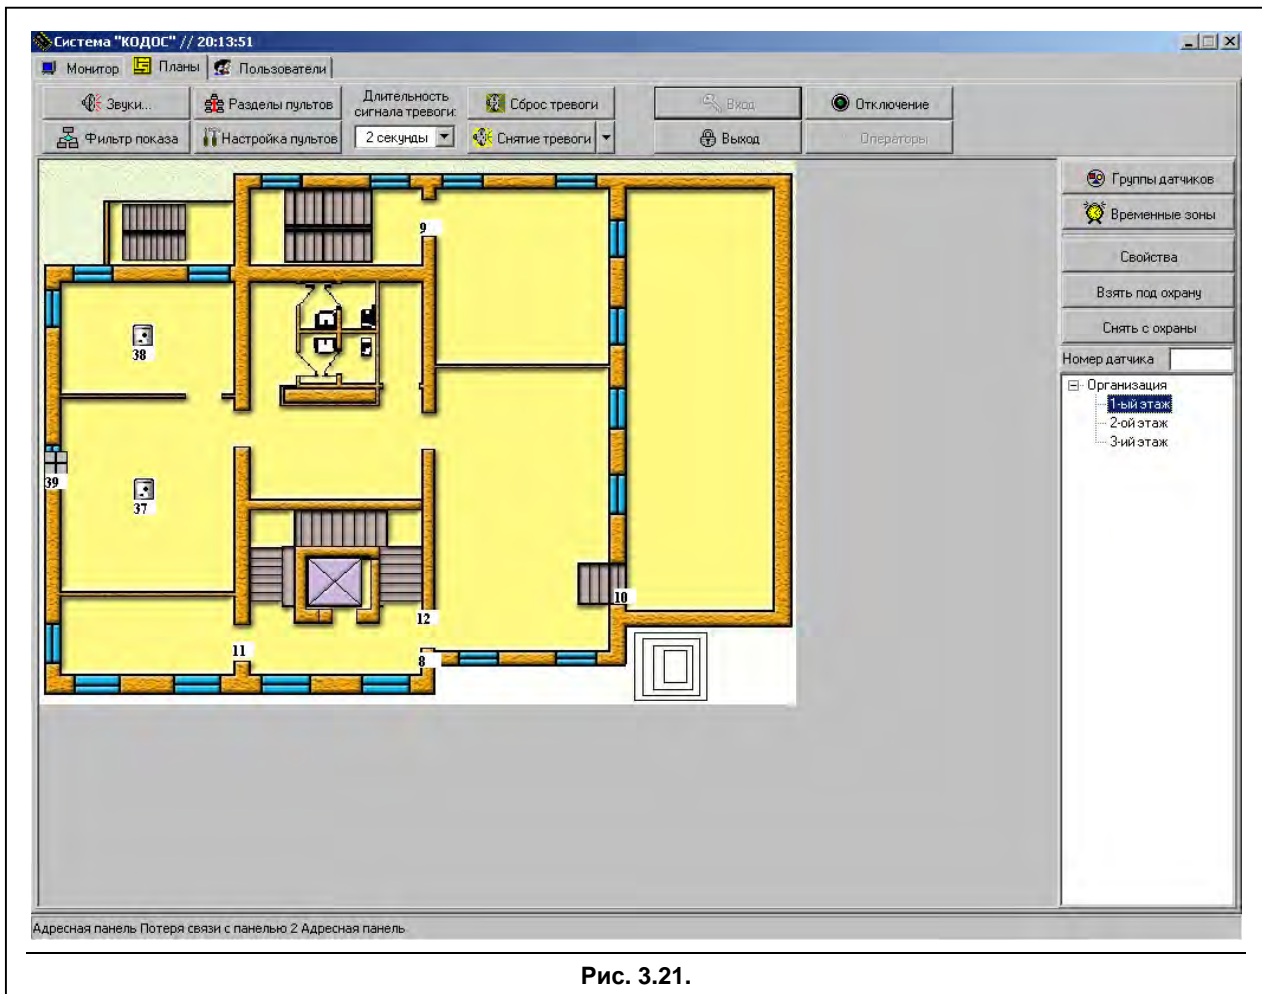 Система "КОДОС" // 20:13:51
Монитор Планы Пользователи
Звуки... Разделы пультов Длительность сигнала тревоги: Сброс тревоги Вход Отключение
Фильтр показа Настройка пультов 2 секунды Снятие тревоги Выход Операторы
Группы датчиков
Временные зоны
Свойства
Взять под охрану
Снять с охраны
Номер датчика
Организация
1-ый этаж
2-ой этаж
3-ий этаж
9
38
39
37
10
12
11
8
Адресная панель Потеря связи с панелью 2 Адресная панель
Рис. 3.21.